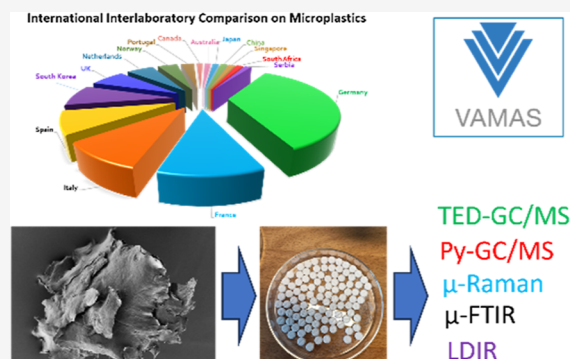 International Interlaboratory Comparison on Microplastics
Portugal
Canada
Australie
Japan
China
Norway
Singapore
Netherlands
South Africa
UK
Serbia
South Korea
Germany
Spain
Italy
France
VAMAS
TED-GC/MS
Py-GC/MS
µ-Raman
µ-FTIR
LDIR